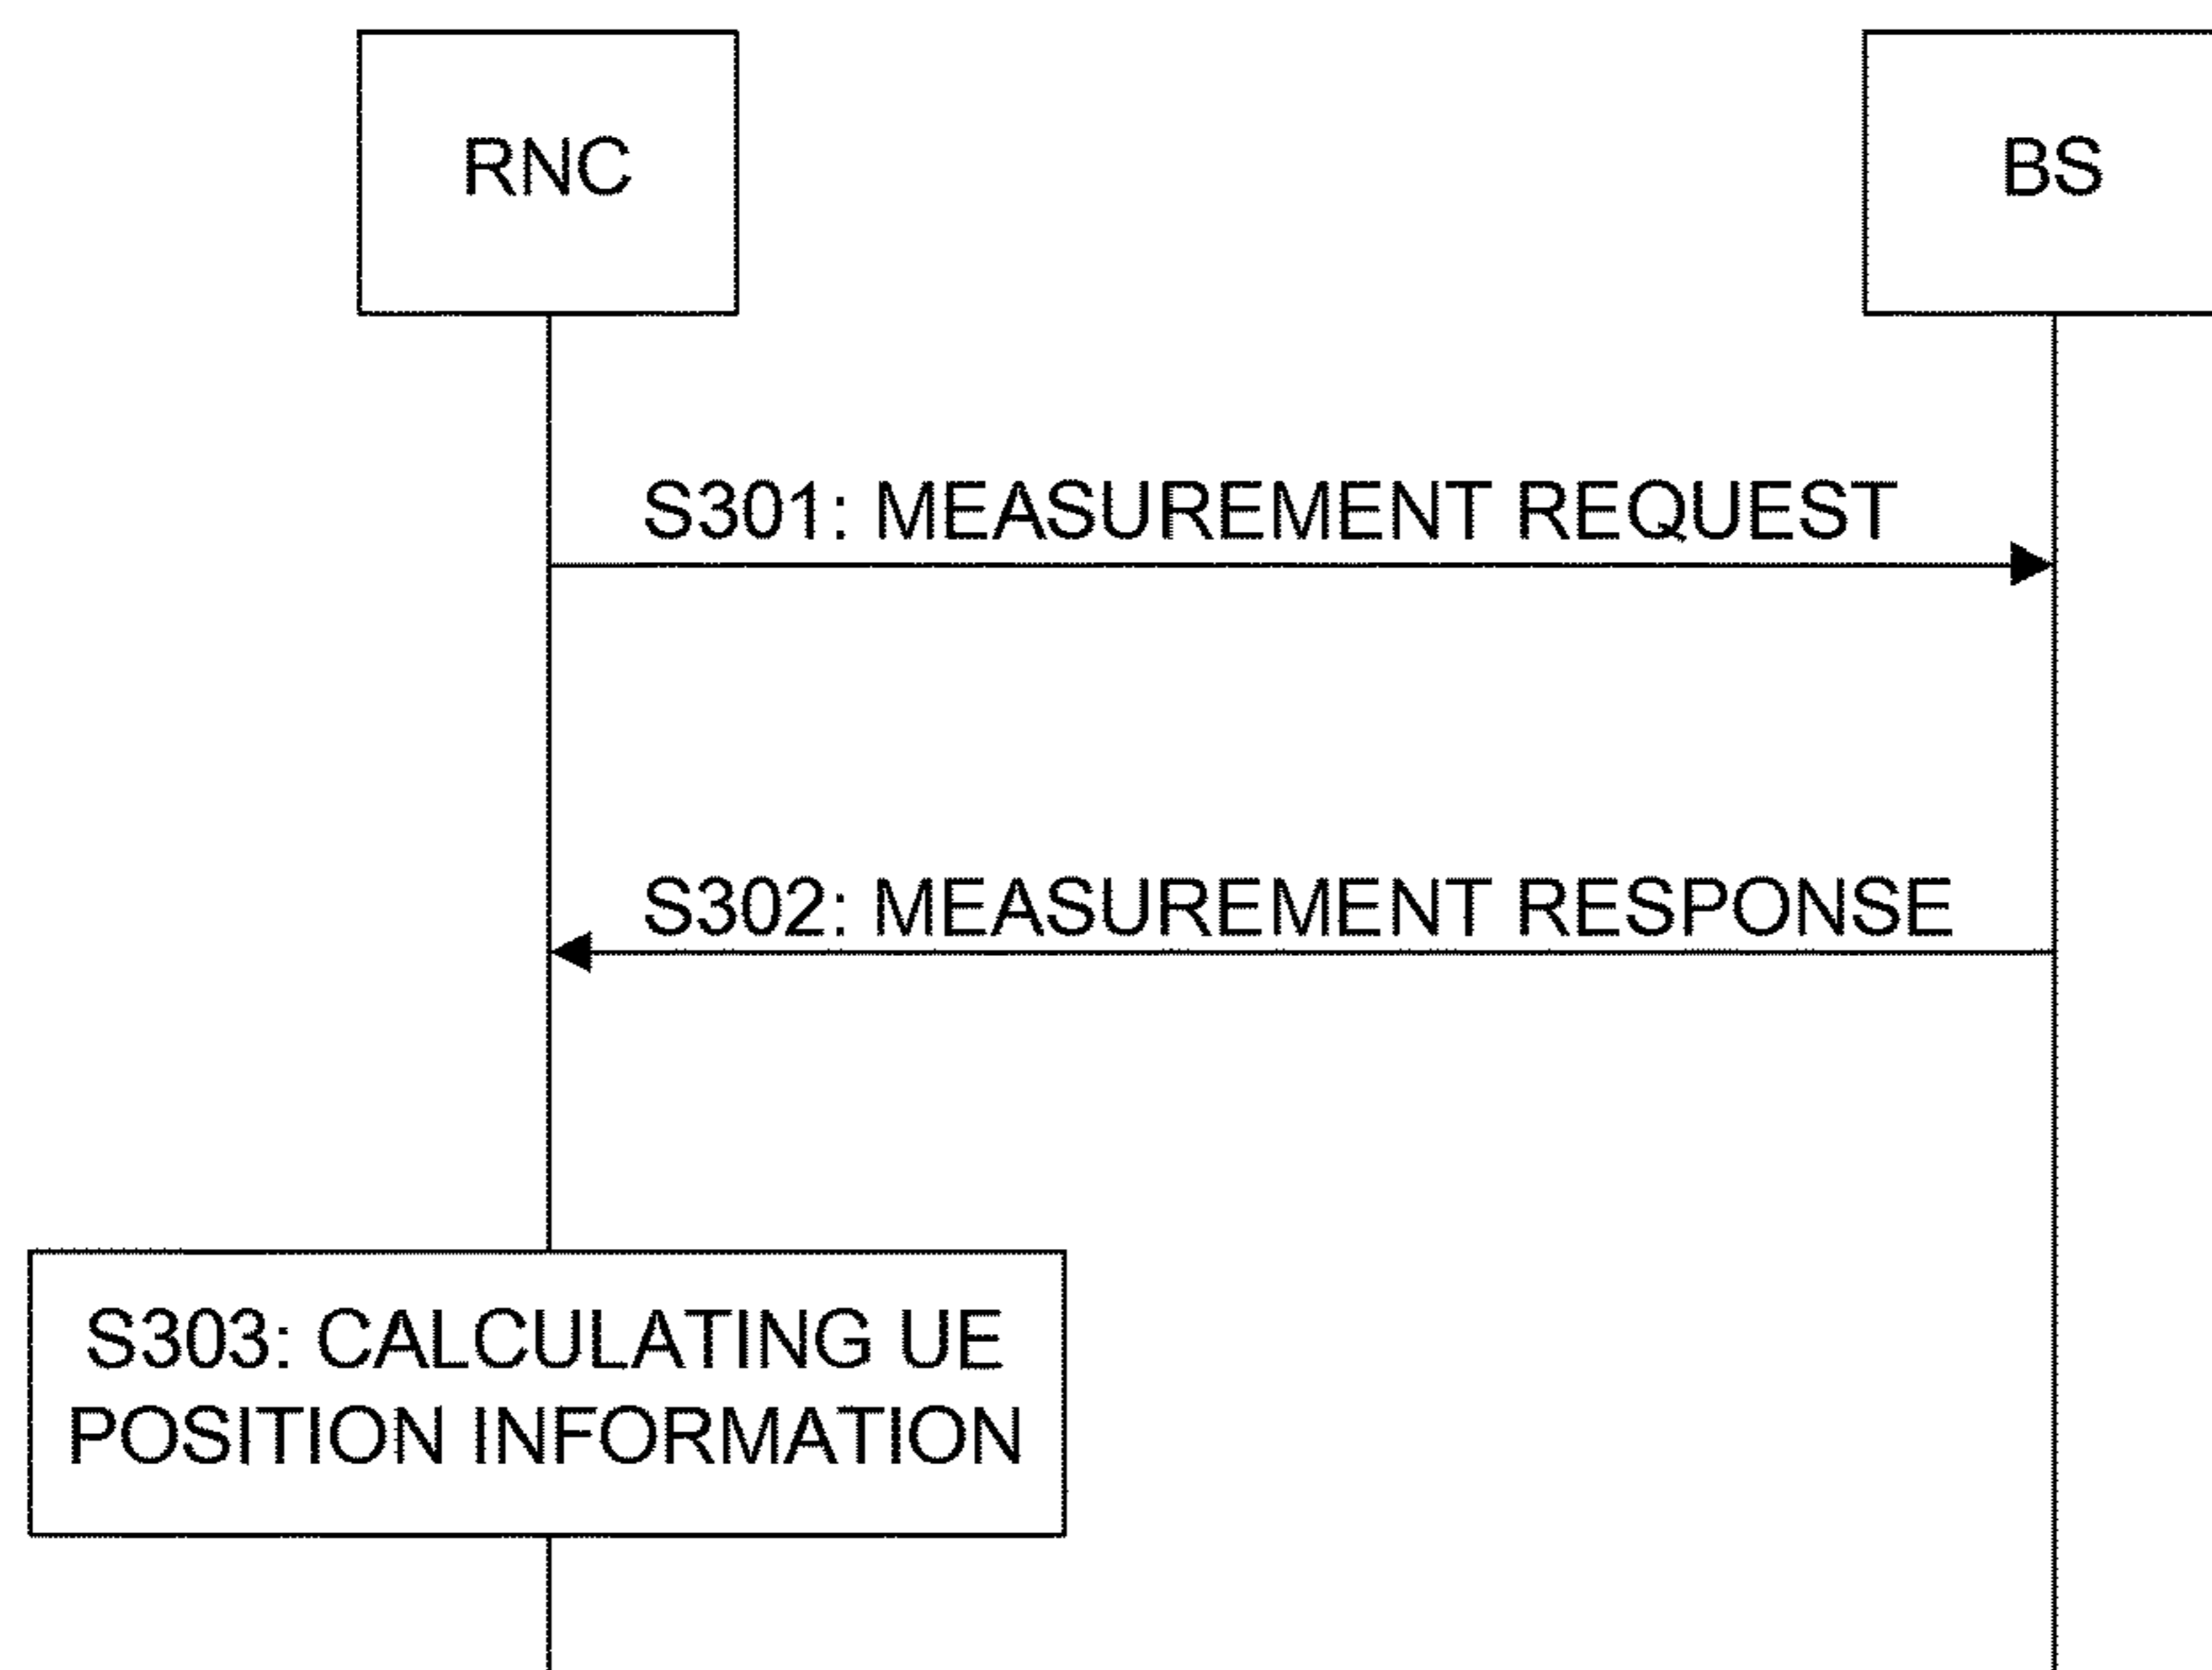 RNC
BS
S301: MEASUREMENT REQUEST
S302: MEASUREMENT RESPONSE
S303: CALCULATING UE
POSITION INFORMATION